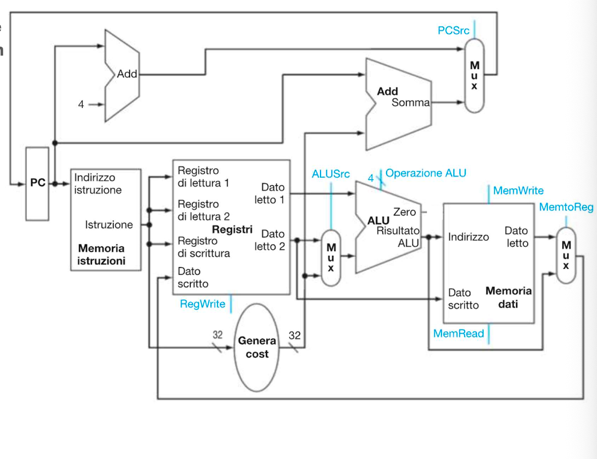 PCSrc
Add
4
M
u
x
Add
Somma
PC
Indirizzo
istruzione
Istruzione
Memoria
istruzioni
Registro
di lettura 1
Registro
di lettura 2
Registri
Registro
di scrittura
Dato
scritto
Dato
letto 1
Dato
letto 2
RegWrite
ALUSrc
M
u
x
4
Operazione ALU
Zero
ALU
Risultato
ALU
MemWrite
Indirizzo
Dato
letto
Dato
scritto
Memoria
dati
MemRead
MemtoReg
M
u
x
32
Genera
cost
32